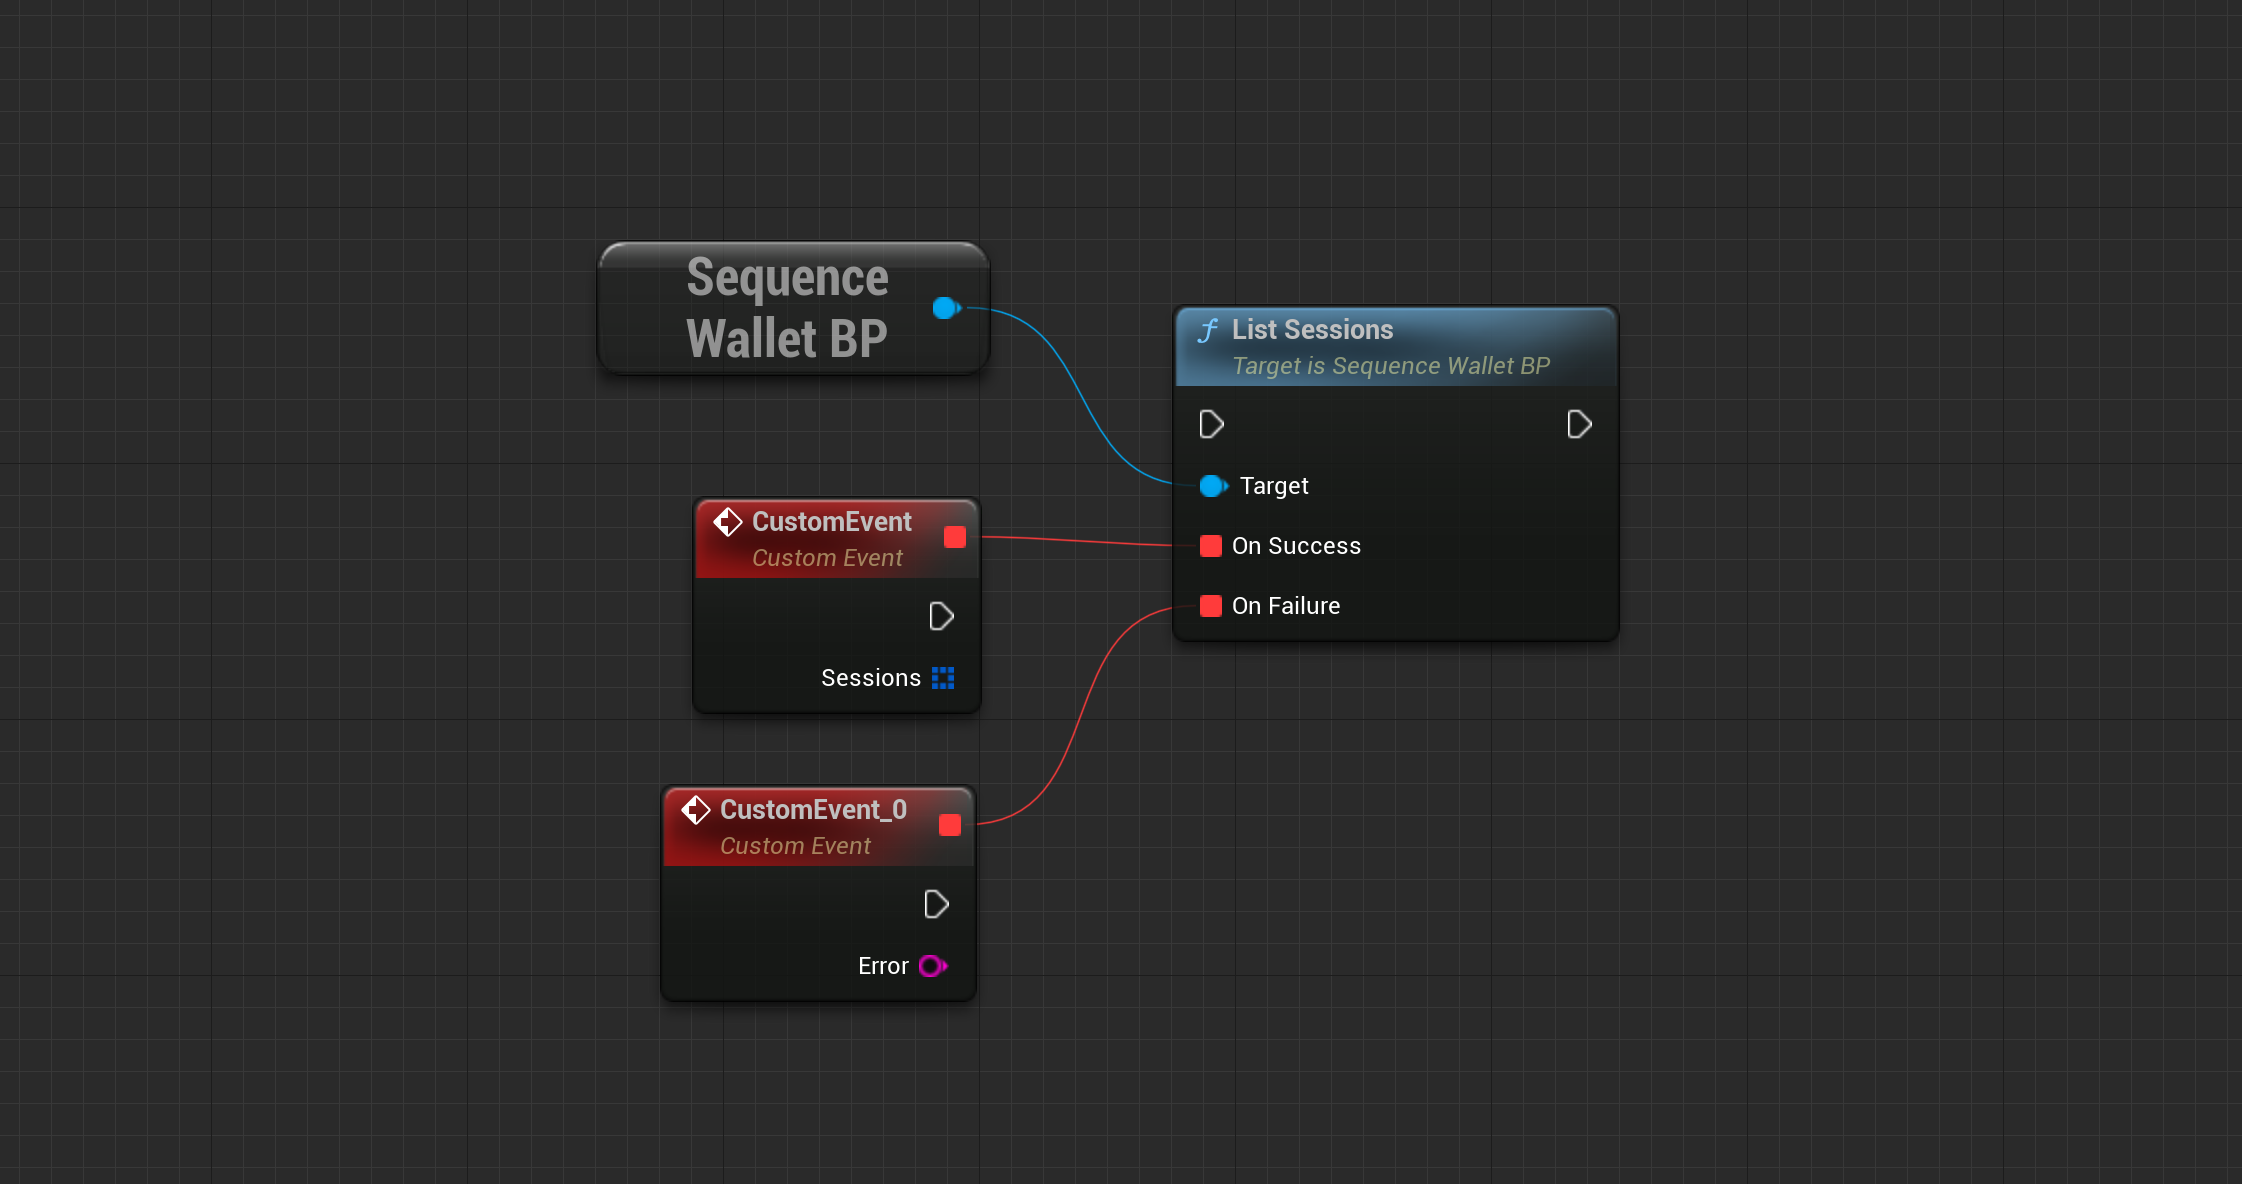 Sequence
Wallet BP
List Sessions
Target is Sequence Wallet BP
Target
On Success
On Failure
CustomEvent
Custom Event
Sessions
CustomEvent_0
Custom Event
Error